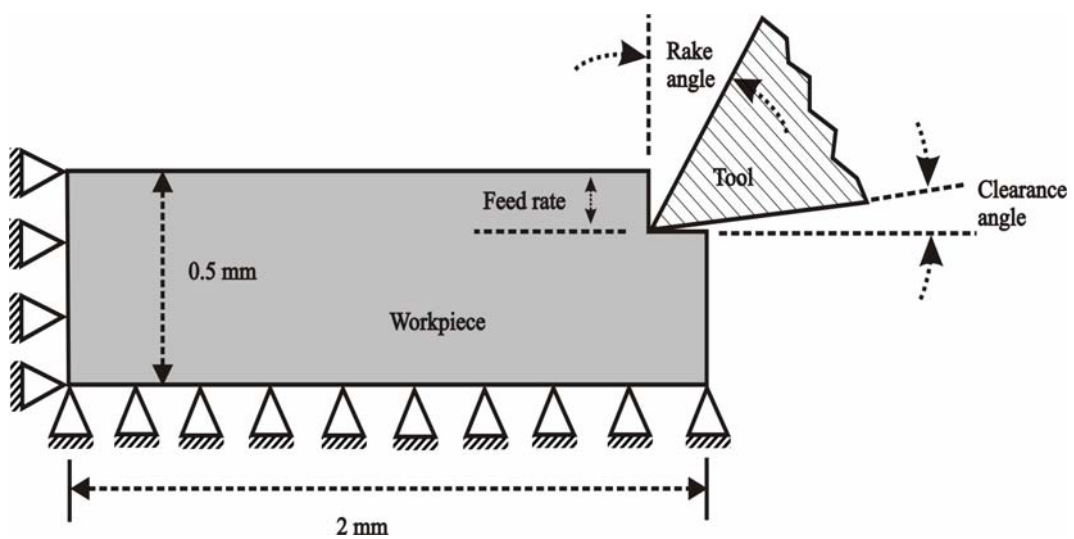 Rake
angle
Tool
Clearance
angle
Feed rate
0.5 mm
Workpiece
2 mm